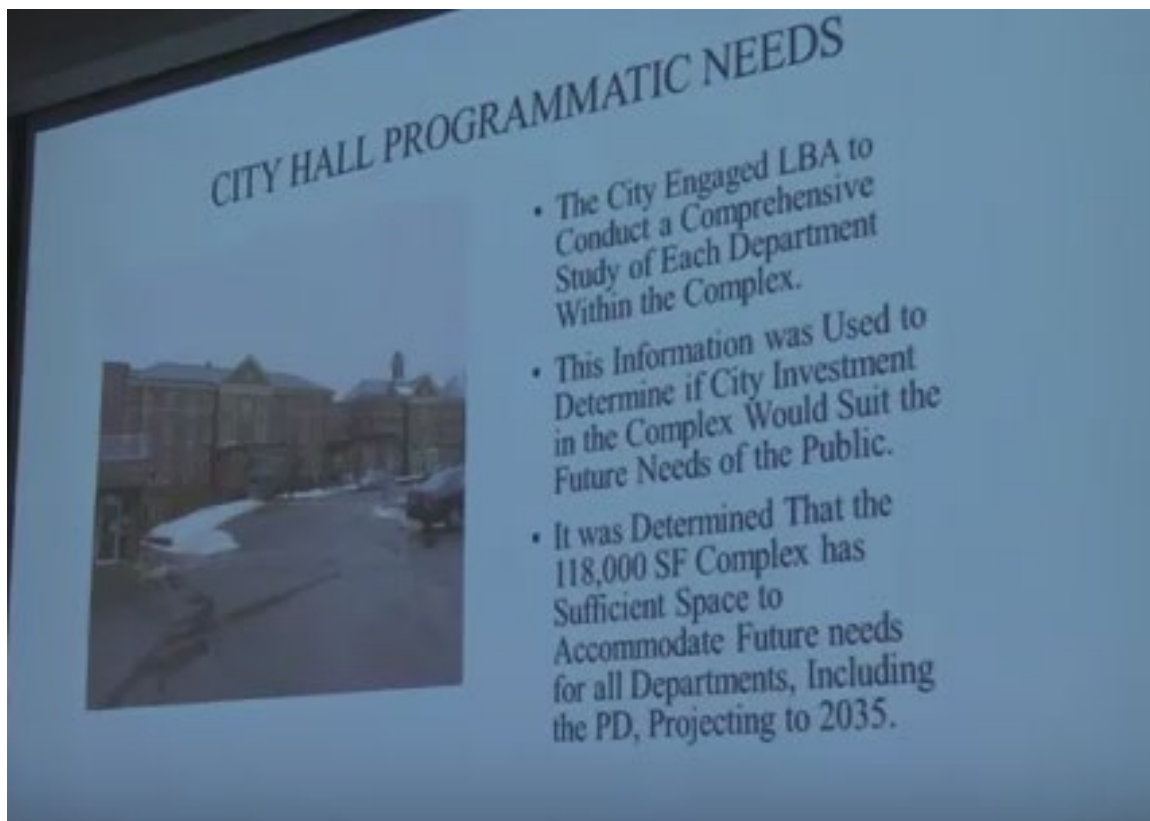 CITY HALL PROGRAMMATIC NEEDS
• The City Engaged LBA to
Conduct a Comprehensive
Study of Each Department
Within the Complex.
• This Information was Used to
Determine if City Investment
in the Complex Would Suit the
Future Needs of the Public.
• It was Determined That the
118,000 SF Complex has
Sufficient Space to
Accommodate Future needs
for all Departments, Including
the PD, Projecting to 2035.